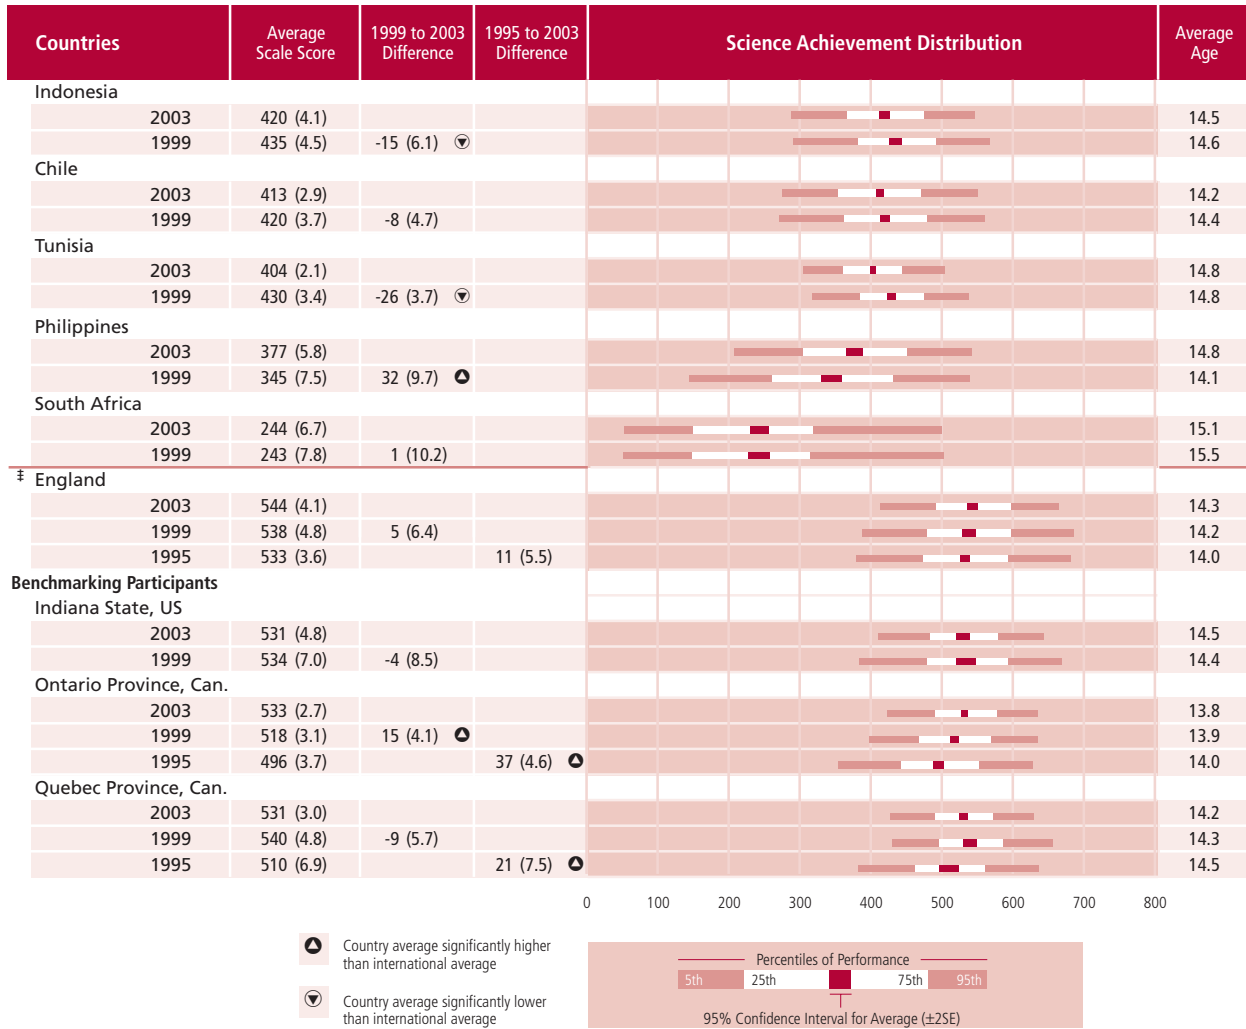 Countries Average Scale Score 1999 to 2003 Difference 1995 to 2003 Difference Science Achievement Distribution Average Age
Indonesia
2003 420 (4.1) 14.5
1999 435 (4.5) -15 (6.1) 14.6
Chile
2003 413 (2.9) 14.2
1999 420 (3.7) -8 (4.7) 14.4
Tunisia
2003 404 (2.1) 14.8
1999 430 (3.4) -26 (3.7) 14.8
Philippines
2003 377 (5.8) 14.8
1999 345 (7.5) 32 (9.7) 14.1
South Africa
2003 244 (6.7) 15.1
1999 243 (7.8) 1 (10.2) 15.5
‡ England
2003 544 (4.1) 14.3
1999 538 (4.8) 5 (6.4) 14.2
1995 533 (3.6) 11 (5.5) 14.0
Benchmarking Participants
Indiana State, US
2003 531 (4.8) 14.5
1999 534 (7.0) -4 (8.5) 14.4
Ontario Province, Can.
2003 533 (2.7) 13.8
1999 518 (3.1) 15 (4.1) 13.9
1995 496 (3.7) 37 (4.6) 14.0
Quebec Province, Can.
2003 531 (3.0) 14.2
1999 540 (4.8) -9 (5.7) 14.3
1995 510 (6.9) 21 (7.5) 14.5
0 100 200 300 400 500 600 700 800
Country average significantly higher
than international average
Country average significantly lower
than international average
Percentiles of Performance
5th 25th 75th 95th
95% Confidence Interval for Average (±2SE)